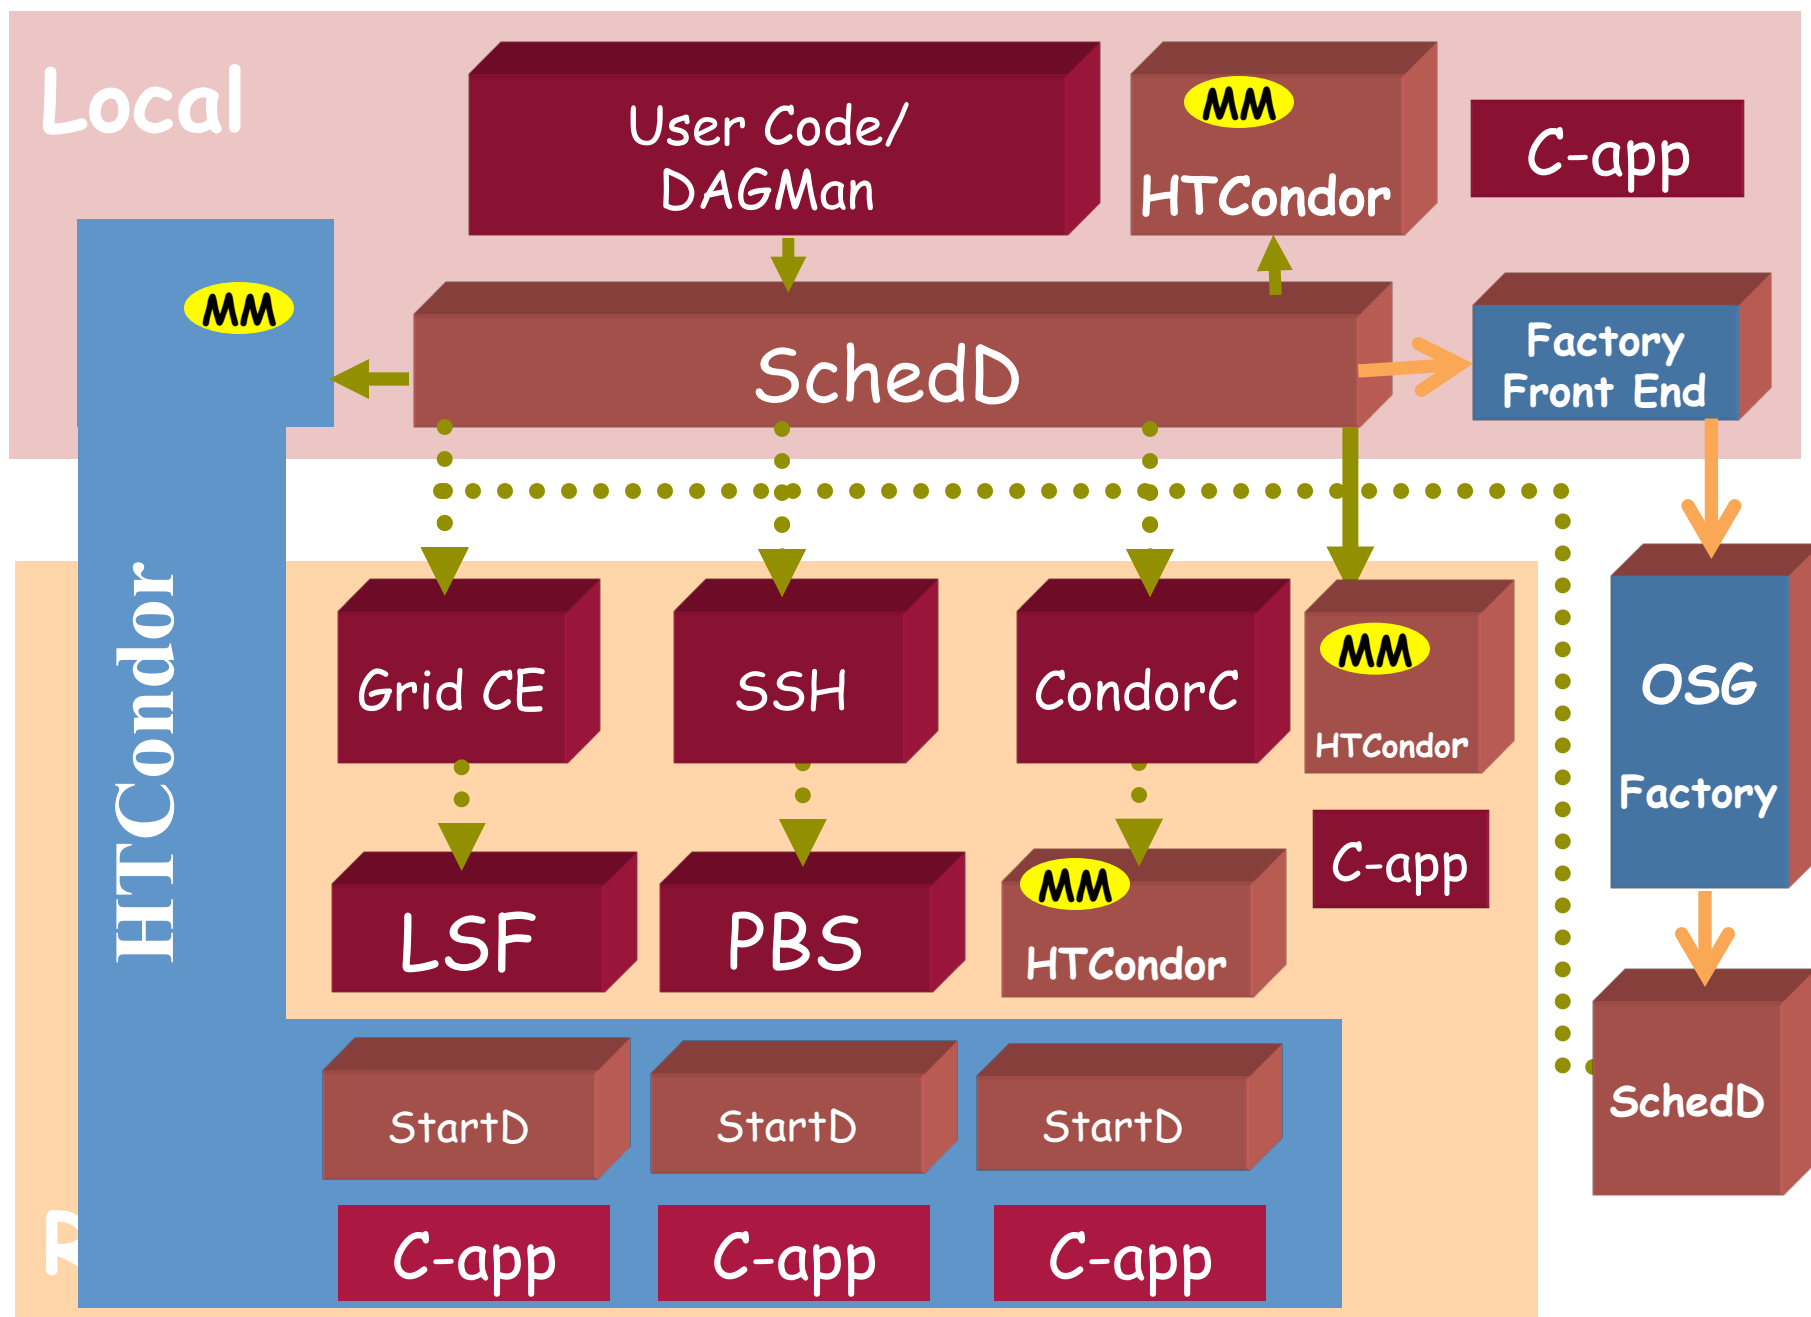 Local
User Code/
DAGMan
MM
HTCondor
C-app
MM
SchedD
Factory
Front End
HTCondor
Grid CE
SSH
CondorC
MM
HTCondor
OSG
Factory
C-app
LSF
PBS
MM
HTCondor
SchedD
StartD
StartD
StartD
C-app
C-app
C-app